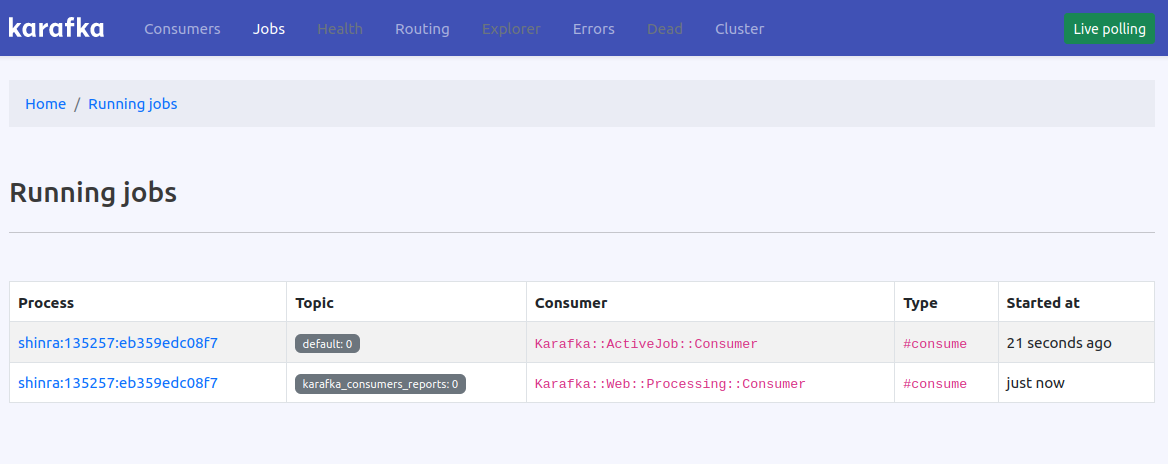 karafka Consumers Jobs Health Routing Explorer Errors Dead Cluster Live polling
Home / Running jobs
Running jobs
Process Topic Consumer Type Started at
shinra:135257:eb359edc08f7 default: 0 Karafka::ActiveJob::Consumer #consume 21 seconds ago
shinra:135257:eb359edc08f7 karafka_consumers_reports: 0 Karafka::Web::Processing::Consumer #consume just now